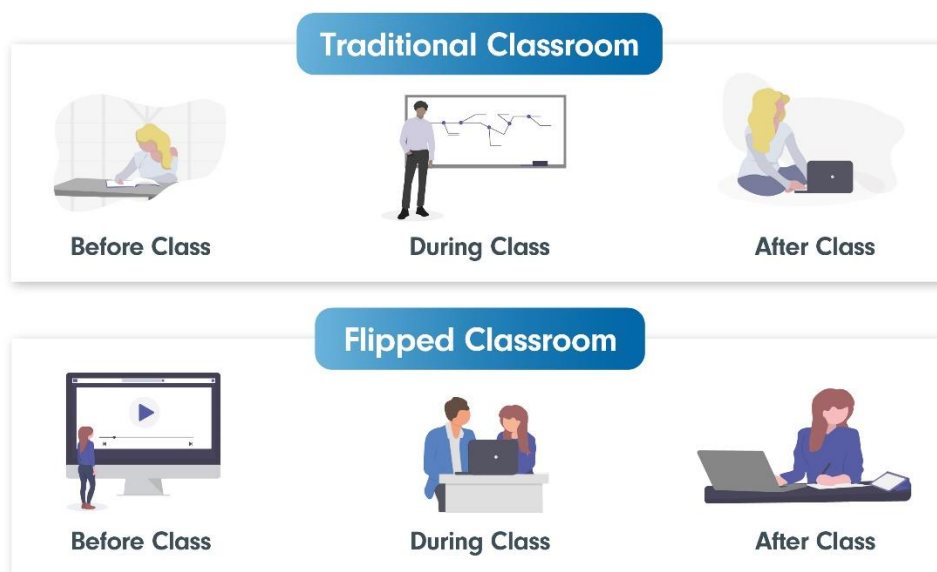 Traditional Classroom
Before Class
During Class
After Class
Flipped Classroom
Before Class
During Class
After Class